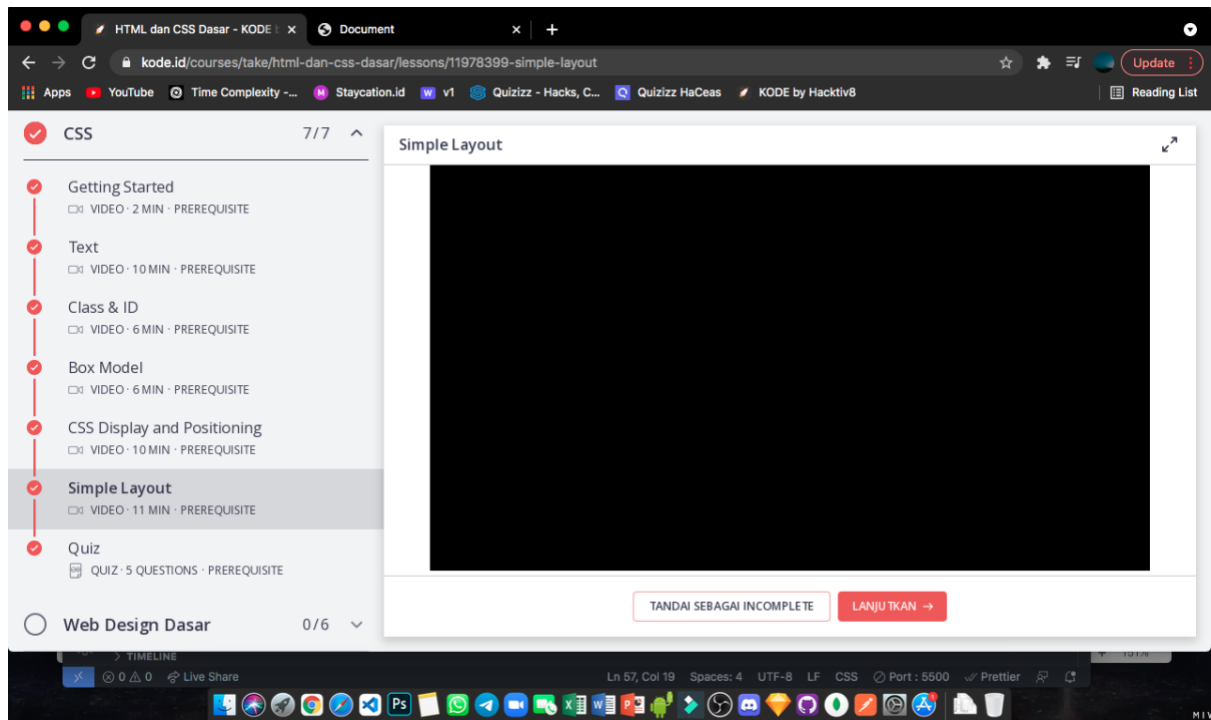 HTML dan CSS Dasar - KODE b
Document
kode.id/courses/take/html-dan-css-dasar/lessons/11978399-simple-layout
Update
Apps YouTube Time Complexity -... Staycation.id v1 Quizizz - Hacks, C... Quizizz HaCeas KODE by Hacktiv8 Reading List
CSS 7/7
Getting Started
VIDEO · 2 MIN · PREREQUISITE
Text
VIDEO · 10 MIN · PREREQUISITE
Class & ID
VIDEO · 6 MIN · PREREQUISITE
Box Model
VIDEO · 6 MIN · PREREQUISITE
CSS Display and Positioning
VIDEO · 10 MIN · PREREQUISITE
Simple Layout
VIDEO · 11 MIN · PREREQUISITE
Quiz
QUIZ · 5 QUESTIONS · PREREQUISITE
Web Design Dasar 0/6
Simple Layout
TANDAI SEBAGAI INCOMPLETE LANJUTKAN →
TIMELINE
0 0 Live Share Ln 57, Col 19 Spaces: 4 UTF-8 LF CSS Port : 5500 Prettier
Ps